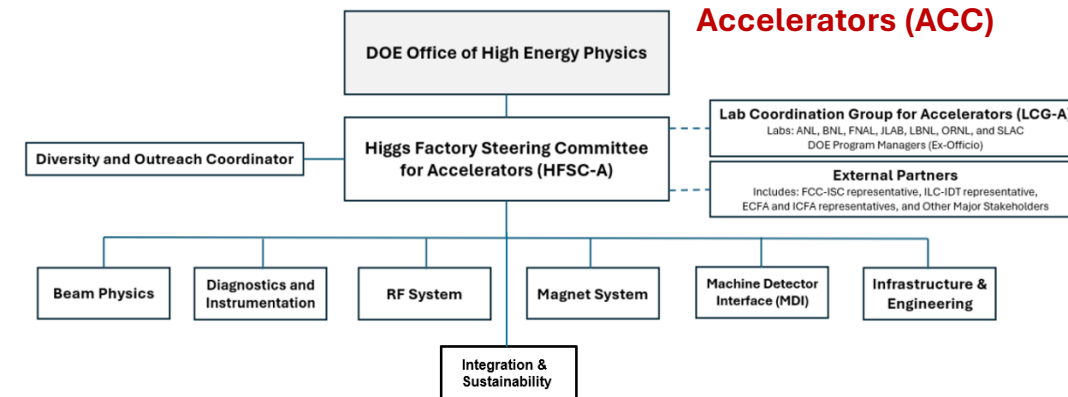 Accelerators (ACC)
DOE Office of High Energy Physics
Lab Coordination Group for Accelerators (LCG-A)
Labs: ANL, BNL, FNAL, JLAB, LBNL, ORNL, and SLAC
DOE Program Managers (Ex-Officio)
Diversity and Outreach Coordinator
Higgs Factory Steering Committee
for Accelerators (HFSC-A)
External Partners
Includes: FCC-ISC representative, ILC-IDT representative,
ECFA and ICFA representatives, and Other Major Stakeholders
Beam Physics
Diagnostics and
Instrumentation
RF System
Magnet System
Machine Detector
Interface (MDI)
Infrastructure &
Engineering
Integration &
Sustainability